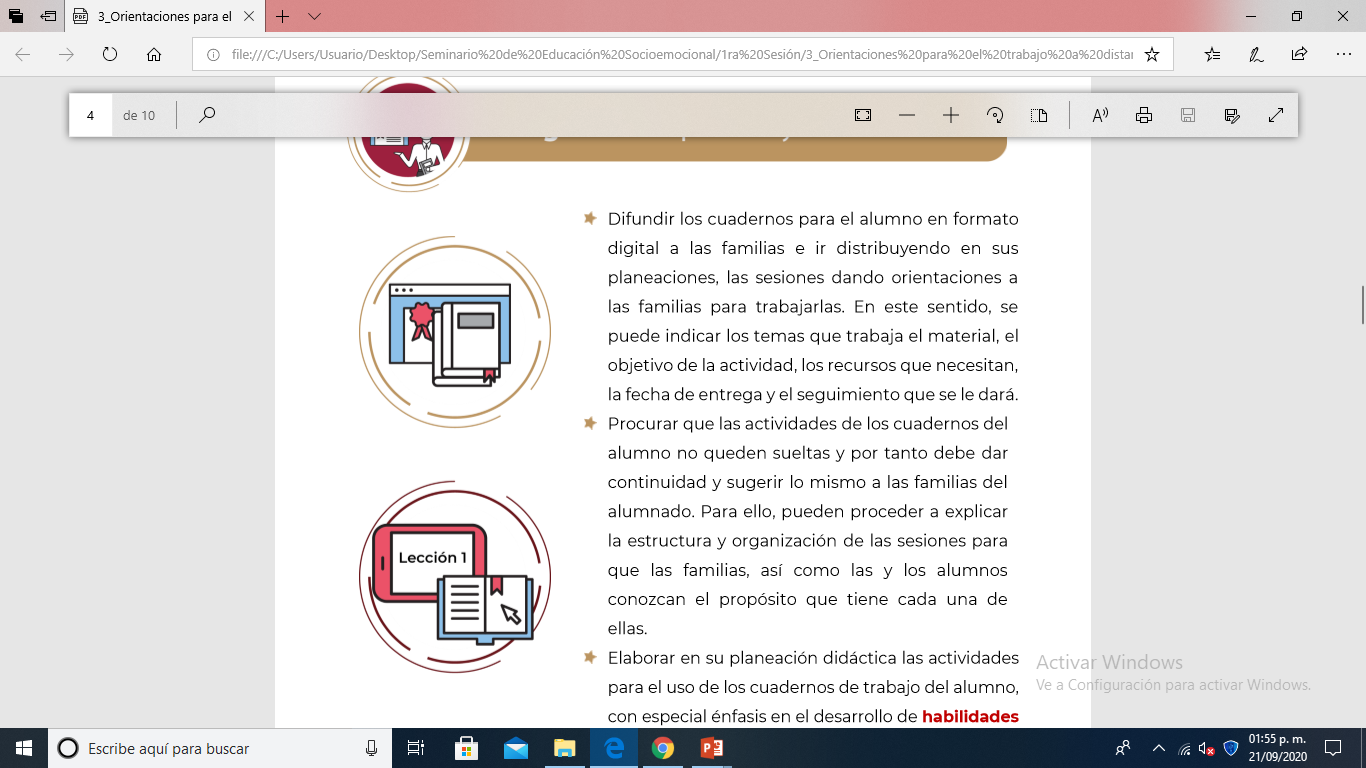 3_Orientaciones para el
file:///C:/Users/Usuario/Desktop/Seminario%20de%20Educación%20Socioemocional/1ra%20Sesión/3_Orientaciones%20para%20el%20trabajo%20a%20distan
4 de 10
Difundir los cuadernos para el alumno en formato
digital a las familias e ir distribuyendo en sus
planeaciones, las sesiones dando orientaciones a
las familias para trabajarlas. En este sentido, se
puede indicar los temas que trabaja el material, el
objetivo de la actividad, los recursos que necesitan,
la fecha de entrega y el seguimiento que se le dará.
Procurar que las actividades de los cuadernos del
alumno no queden sueltas y por tanto debe dar
continuidad y sugerir lo mismo a las familias del
alumnado. Para ello, pueden proceder a explicar
la estructura y organización de las sesiones para
que las familias, así como las y los alumnos
conozcan el propósito que tiene cada una de
ellas.
Lección 1
Elaborar en su planeación didáctica las actividades
para el uso de los cuadernos de trabajo del alumno,
con especial énfasis en el desarrollo de habilidades
Activar Windows
Ve a Configuración para activar Windows.
Escribe aquí para buscar
01:55 p. m.
21/09/2020